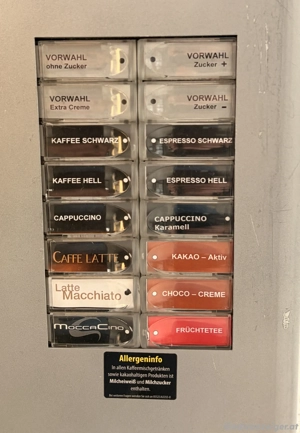 VORWAHL
ohne Zucker
VORWAHL
Zucker +
VORWAHL
Extra Creme
VORWAHL
Zucker –
KAFFEE SCHWARZ
ESPRESSO SCHWARZ
KAFFEE HELL
ESPRESSO HELL
CAPPUCCINO
CAPPUCCINO
Karamell
CAFFE LATTE
KAKAO – Aktiv
Latte
Macchiato
CHOCO – CREME
MOCCACINO
FRÜCHTETEE
Allergeninfo
In allen Kaffeemischgetränken
sowie kakaohaltigen Produkten ist
Milcheiweiß und Milchzucker
enthalten.